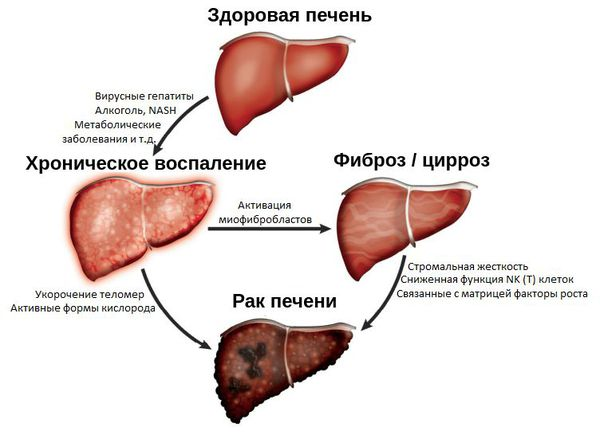 Здоровая печень
Вирусные гепатиты
Алкоголь, NASH
Метаболические
заболевания и т.д.
Хроническое воспаление
Фиброз / цирроз
Активация
миофибробластов
Стромальная жесткость
Сниженная функция NK (T) клеток
Связанные с матрицей факторы роста
Укорочение теломер
Активные формы кислорода
Рак печени